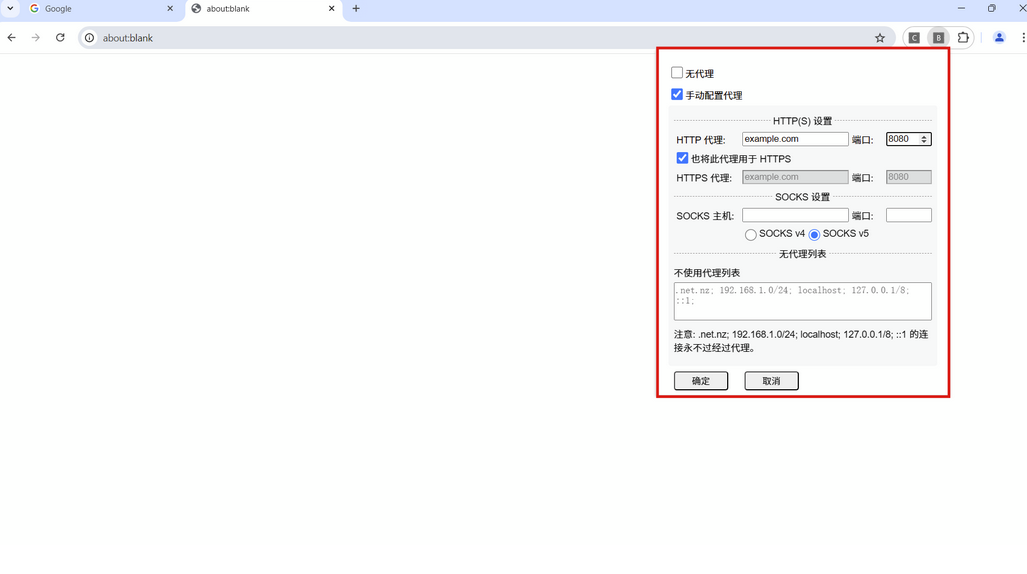 Google
about:blank
about:blank
C
B
无代理
手动配置代理
HTTP(S) 设置
HTTP 代理: example.com 端口: 8080
也将此代理用于 HTTPS
HTTPS 代理: example.com 端口: 8080
SOCKS 设置
SOCKS 主机: 端口:
SOCKS v4 SOCKS v5
无代理列表
不使用代理列表
.net.nz; 192.168.1.0/24; localhost; 127.0.0.1/8;
::1;
注意: .net.nz; 192.168.1.0/24; localhost; 127.0.0.1/8; ::1 的连
接永不过经过代理。
确定 取消